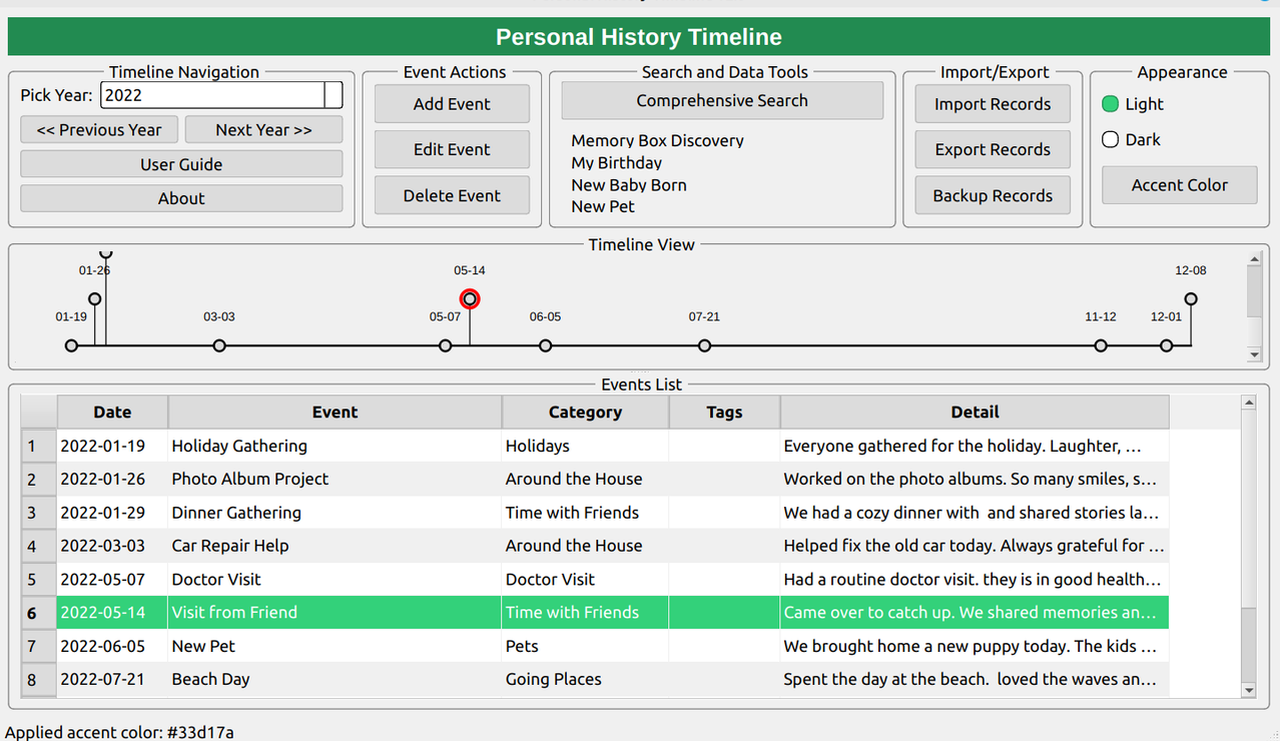 Personal History Timeline
Timeline Navigation
Pick Year: 2022
<< Previous Year Next Year >>
User Guide
About
Event Actions
Add Event
Edit Event
Delete Event
Search and Data Tools
Comprehensive Search
Memory Box Discovery
My Birthday
New Baby Born
New Pet
Import/Export
Import Records
Export Records
Backup Records
Appearance
Light
Dark
Accent Color
Timeline View
01-26 05-14 12-08
01-19 03-03 05-07 06-05 07-21 11-12 12-01
Events List
Date Event Category Tags Detail
1 2022-01-19 Holiday Gathering Holidays Everyone gathered for the holiday. Laughter, ...
2 2022-01-26 Photo Album Project Around the House Worked on the photo albums. So many smiles, s...
3 2022-01-29 Dinner Gathering Time with Friends We had a cozy dinner with  and shared stories la...
4 2022-03-03 Car Repair Help Around the House Helped fix the old car today. Always grateful for ...
5 2022-05-07 Doctor Visit Doctor Visit Had a routine doctor visit. they is in good health...
6 2022-05-14 Visit from Friend Time with Friends Came over to catch up. We shared memories an...
7 2022-06-05 New Pet Pets We brought home a new puppy today. The kids ...
8 2022-07-21 Beach Day Going Places Spent the day at the beach.  loved the waves an...
Applied accent color: #33d17a